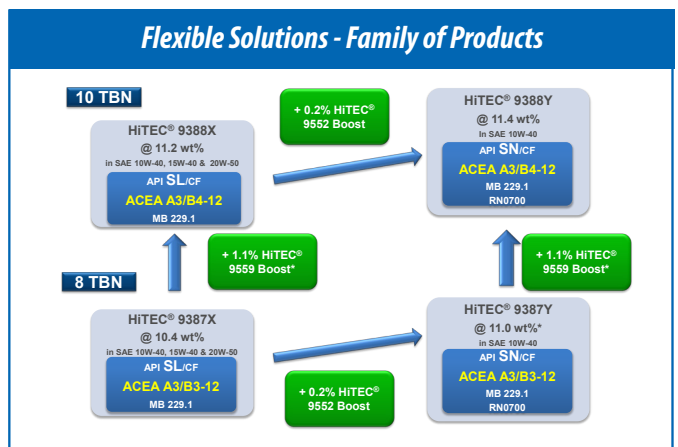 Flexible Solutions - Family of Products
10 TBN
HiTEC® 9388X
@ 11.2 wt%
in SAE 10W-40, 15W-40 & 20W-50
API SL/CF
ACEA A3/B4-12
MB 229.1
+ 0.2% HiTEC®
9552 Boost
HiTEC® 9388Y
@ 11.4 wt%
In SAE 10W-40
API SN/CF
ACEA A3/B4-12
MB 229.1
RN0700
+ 1.1% HiTEC®
9559 Boost*
+ 1.1% HiTEC®
9559 Boost*
8 TBN
HiTEC® 9387X
@ 10.4 wt%
in SAE 10W-40, 15W-40 & 20W-50
API SL/CF
ACEA A3/B3-12
MB 229.1
+ 0.2% HiTEC®
9552 Boost
HiTEC® 9387Y
@ 11.0 wt%*
in SAE 10W-40
API SN/CF
ACEA A3/B3-12
MB 229.1
RN0700